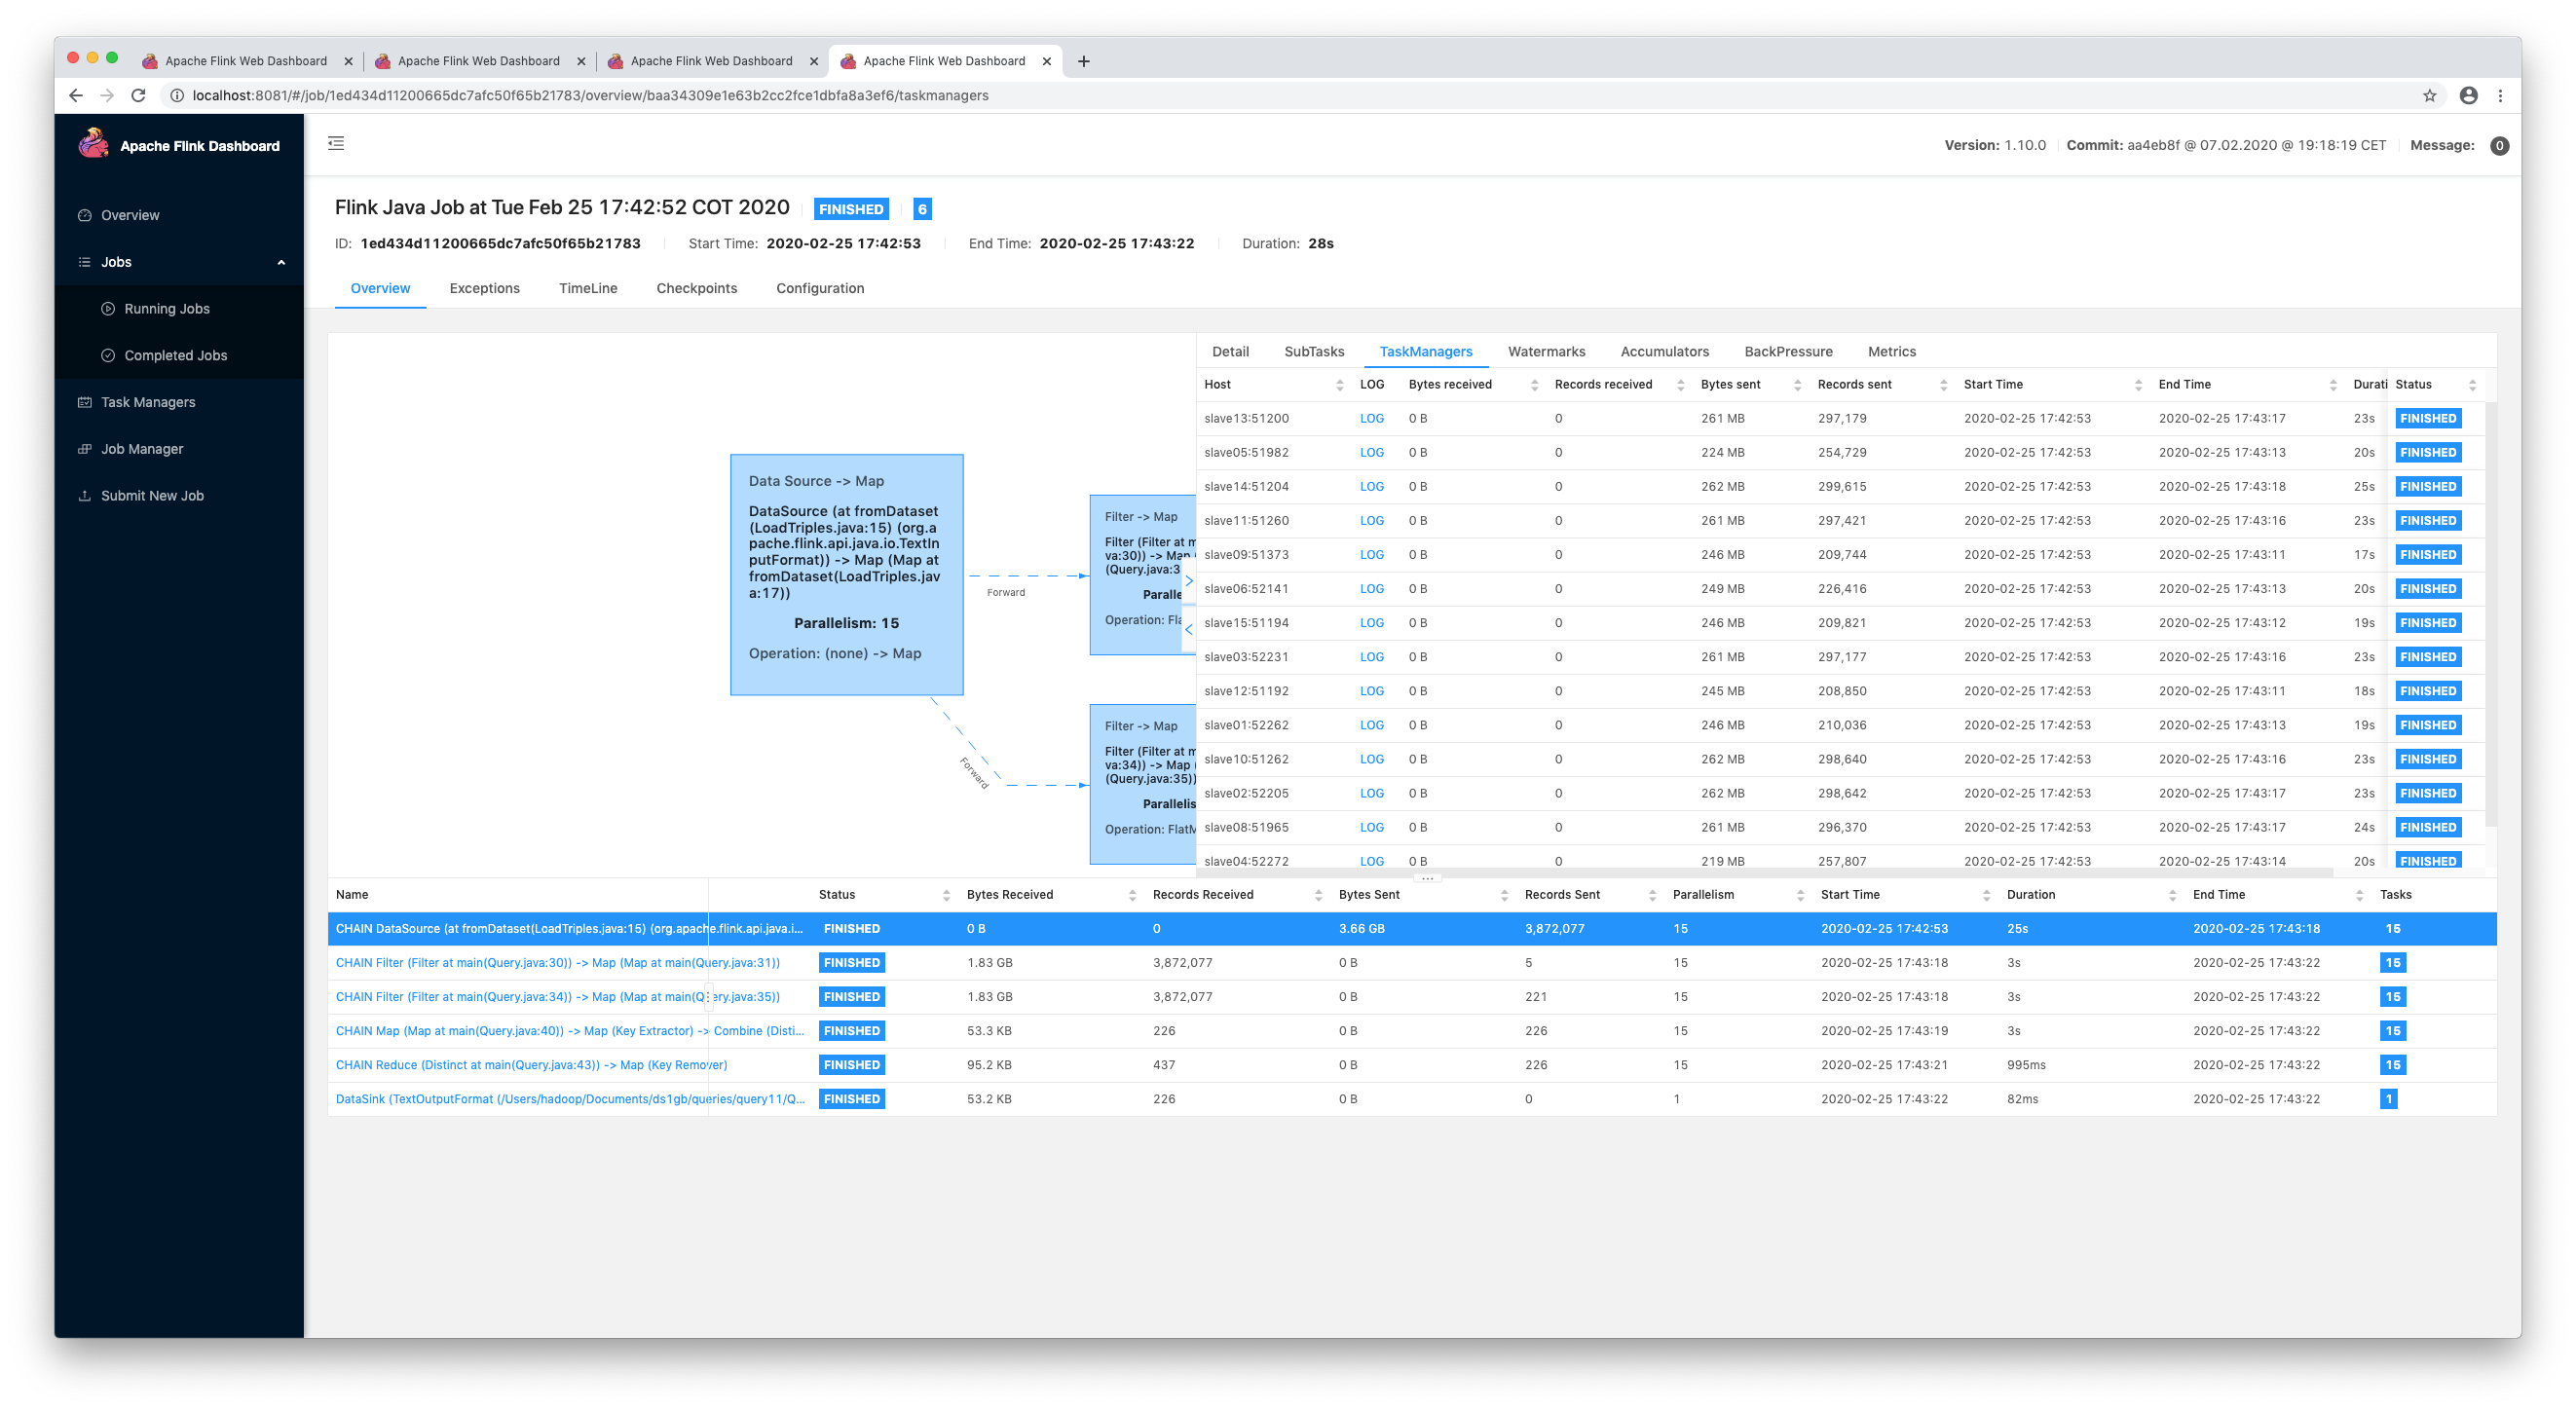 Apache Flink Web Dashboard
Apache Flink Web Dashboard
Apache Flink Web Dashboard
Apache Flink Web Dashboard
localhost:8081/#/job/1ed434d11200665dc7afc50f65b21783/overview/baa34309e1e63b2cc2fce1dbfa8a3ef6/taskmanagers
Apache Flink Dashboard
Version: 1.10.0 Commit: aa4eb8f @ 07.02.2020 @ 19:18:19 CET Message: 0
Overview
Jobs
Running Jobs
Completed Jobs
Task Managers
Job Manager
Submit New Job
Flink Java Job at Tue Feb 25 17:42:52 COT 2020 FINISHED 6
ID: 1ed434d11200665dc7afc50f65b21783 Start Time: 2020-02-25 17:42:53 End Time: 2020-02-25 17:43:22 Duration: 28s
Overview Exceptions TimeLine Checkpoints Configuration
Data Source -> Map
DataSource (at fromDataset
(LoadTriples.java:15) (org.a
pache.flink.api.java.io.TextIn
putFormat)) -> Map (Map at
fromDataset(LoadTriples.jav
a:17))
Parallelism: 15
Operation: (none) -> Map
Forward
Forward
Filter -> Map
Filter (Filter at m
va:30)) -> Map
(Query.java:3
Paralle
Operation: Fla
Filter -> Map
Filter (Filter at m
va:34)) -> Map (
(Query.java:35))
Parallelis
Operation: FlatM
Detail SubTasks TaskManagers Watermarks Accumulators BackPressure Metrics
Host LOG Bytes received Records received Bytes sent Records sent Start Time End Time Durati Status
slave13:51200 LOG 0 B 0 261 MB 297,179 2020-02-25 17:42:53 2020-02-25 17:43:17 23s FINISHED
slave05:51982 LOG 0 B 0 224 MB 254,729 2020-02-25 17:42:53 2020-02-25 17:43:13 20s FINISHED
slave14:51204 LOG 0 B 0 262 MB 299,615 2020-02-25 17:42:53 2020-02-25 17:43:18 25s FINISHED
slave11:51260 LOG 0 B 0 261 MB 297,421 2020-02-25 17:42:53 2020-02-25 17:43:16 23s FINISHED
slave09:51373 LOG 0 B 0 246 MB 209,744 2020-02-25 17:42:53 2020-02-25 17:43:11 17s FINISHED
slave06:52141 LOG 0 B 0 249 MB 226,416 2020-02-25 17:42:53 2020-02-25 17:43:13 20s FINISHED
slave15:51194 LOG 0 B 0 246 MB 209,821 2020-02-25 17:42:53 2020-02-25 17:43:12 19s FINISHED
slave03:52231 LOG 0 B 0 261 MB 297,177 2020-02-25 17:42:53 2020-02-25 17:43:16 23s FINISHED
slave12:51192 LOG 0 B 0 245 MB 208,850 2020-02-25 17:42:53 2020-02-25 17:43:11 18s FINISHED
slave01:52262 LOG 0 B 0 246 MB 210,036 2020-02-25 17:42:53 2020-02-25 17:43:13 19s FINISHED
slave10:51262 LOG 0 B 0 262 MB 298,640 2020-02-25 17:42:53 2020-02-25 17:43:16 23s FINISHED
slave02:52205 LOG 0 B 0 262 MB 298,642 2020-02-25 17:42:53 2020-02-25 17:43:17 23s FINISHED
slave08:51965 LOG 0 B 0 261 MB 296,370 2020-02-25 17:42:53 2020-02-25 17:43:17 24s FINISHED
slave04:52272 LOG 0 B 0 219 MB 257,807 2020-02-25 17:42:53 2020-02-25 17:43:14 20s FINISHED
Name Status Bytes Received Records Received Bytes Sent Records Sent Parallelism Start Time Duration End Time Tasks
CHAIN DataSource (at fromDataset(LoadTriples.java:15) (org.apache.flink.api.java.i... FINISHED 0 B 0 3.66 GB 3,872,077 15 2020-02-25 17:42:53 25s 2020-02-25 17:43:18 15
CHAIN Filter (Filter at main(Query.java:30)) -> Map (Map at main(Query.java:31)) FINISHED 1.83 GB 3,872,077 0 B 5 15 2020-02-25 17:43:18 3s 2020-02-25 17:43:22 15
CHAIN Filter (Filter at main(Query.java:34)) -> Map (Map at main(Query.java:35)) FINISHED 1.83 GB 3,872,077 0 B 221 15 2020-02-25 17:43:18 3s 2020-02-25 17:43:22 15
CHAIN Map (Map at main(Query.java:40)) -> Map (Key Extractor) -> Combine (Disti... FINISHED 53.3 KB 226 0 B 226 15 2020-02-25 17:43:19 3s 2020-02-25 17:43:22 15
CHAIN Reduce (Distinct at main(Query.java:43)) -> Map (Key Remover) FINISHED 95.2 KB 437 0 B 226 15 2020-02-25 17:43:21 995ms 2020-02-25 17:43:22 15
DataSink (TextOutputFormat (/Users/hadoop/Documents/ds1gb/queries/query11/Q... FINISHED 53.2 KB 226 0 B 0 1 2020-02-25 17:43:22 82ms 2020-02-25 17:43:22 1